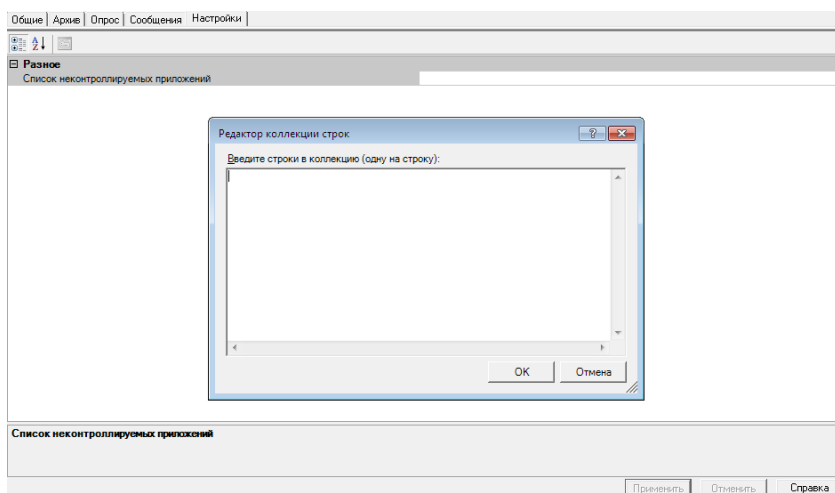 Общие Архив Опрос Сообщения Настройки
Разное
Список неконтроллируемых приложений
Редактор коллекции строк
Введите строки в коллекцию (одну на строку):
OK Отмена
Список неконтроллируемых приложений
Применить Отменить Справка